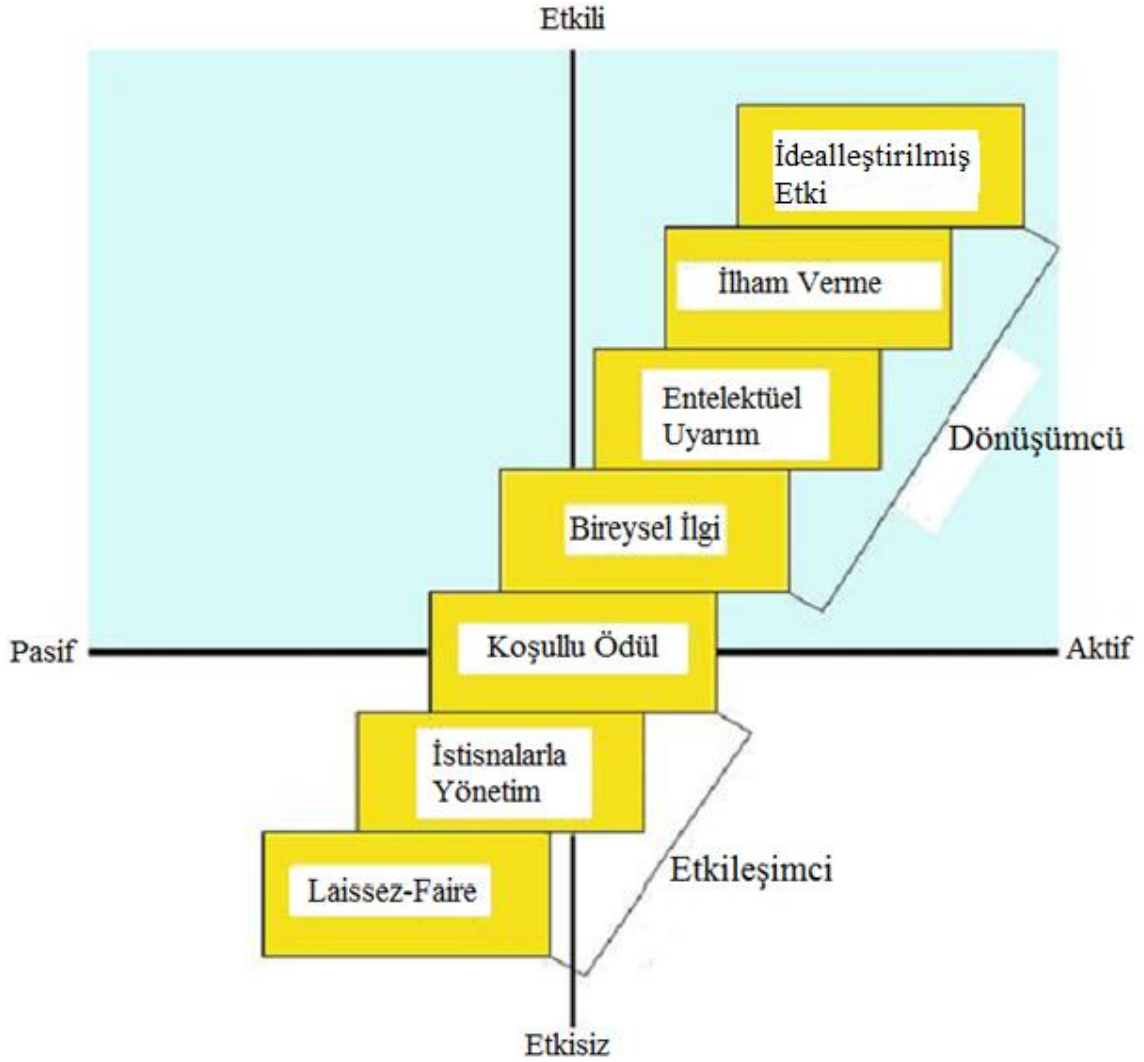 Etkili
İdealleştirilmiş
Etki
İlham Verme
Entelektüel
Uyarım
Dönüşümcü
Bireysel İlgi
Pasif
Koşullu Ödül
Aktif
İstisnalarla
Yönetim
Etkileşimci
Laissez-Faire
Etkisiz